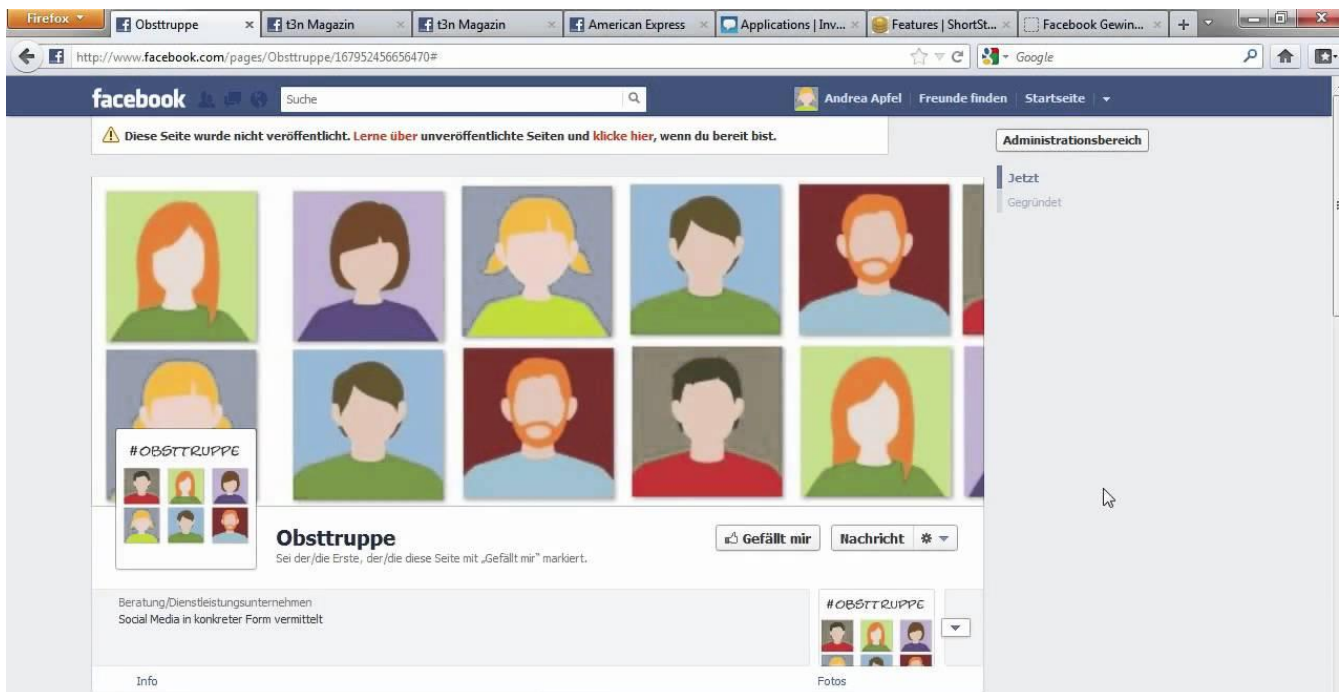 Firefox
Obsttruppe
t3n Magazin
t3n Magazin
American Express
Applications | Inv...
Features | ShortSt...
Facebook Gewin...
http://www.facebook.com/pages/Obsttruppe/167952456656470#
Google
facebook
Suche
Andrea Apfel
Freunde finden
Startseite
Diese Seite wurde nicht veröffentlicht. Lerne über unveröffentlichte Seiten und klicke hier, wenn du bereit bist.
Administrationsbereich
Jetzt
Gegründet
#OBSTTRUPPE
Obsttruppe
Sei der/die Erste, der/die diese Seite mit „Gefällt mir" markiert.
Gefällt mir
Nachricht
Beratung/Dienstleistungsunternehmen
Social Media in konkreter Form vermittelt
#OBSTTRUPPE
Info
Fotos